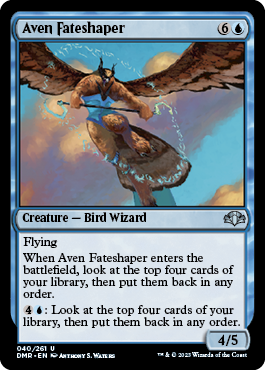 Aven Fateshaper 6
Creature — Bird Wizard
Flying
When Aven Fateshaper enters the
battlefield, look at the top four cards of
your library, then put them back in any
order.
4 : Look at the top four cards of your
library, then put them back in any order.
4/5
040/261 U
DMR • EN Anthony S. Waters
™ & © 2023 Wizards of the Coast